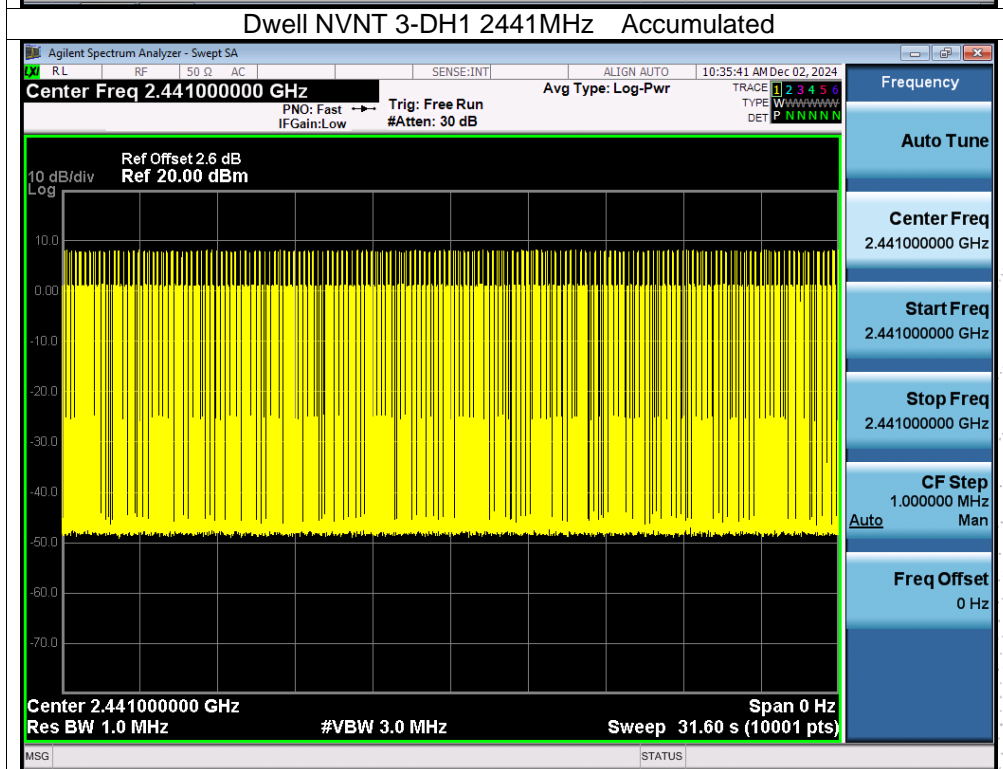 Dwell NVNT 3-DH1 2441MHz Accumulated
Agilent Spectrum Analyzer - Swept SA
LXI RL RF 50 Ω AC SENSE:INT ALIGN AUTO 10:35:41 AM Dec 02, 2024
Center Freq 2.441000000 GHz
PNO: Fast
IFGain:Low
Trig: Free Run
#Atten: 30 dB
Avg Type: Log-Pwr
TRACE 1 2 3 4 5 6
TYPE WWWWWW
DET P N N N N N
Ref Offset 2.6 dB
10 dB/div Ref 20.00 dBm
Log
10.0
0.00
-10.0
-20.0
-30.0
-40.0
-50.0
-60.0
-70.0
Center 2.441000000 GHz Span 0 Hz
Res BW 1.0 MHz #VBW 3.0 MHz Sweep 31.60 s (10001 pts)
MSG STATUS
Frequency
Auto Tune
Center Freq
2.441000000 GHz
Start Freq
2.441000000 GHz
Stop Freq
2.441000000 GHz
CF Step
1.000000 MHz
Auto Man
Freq Offset
0 Hz